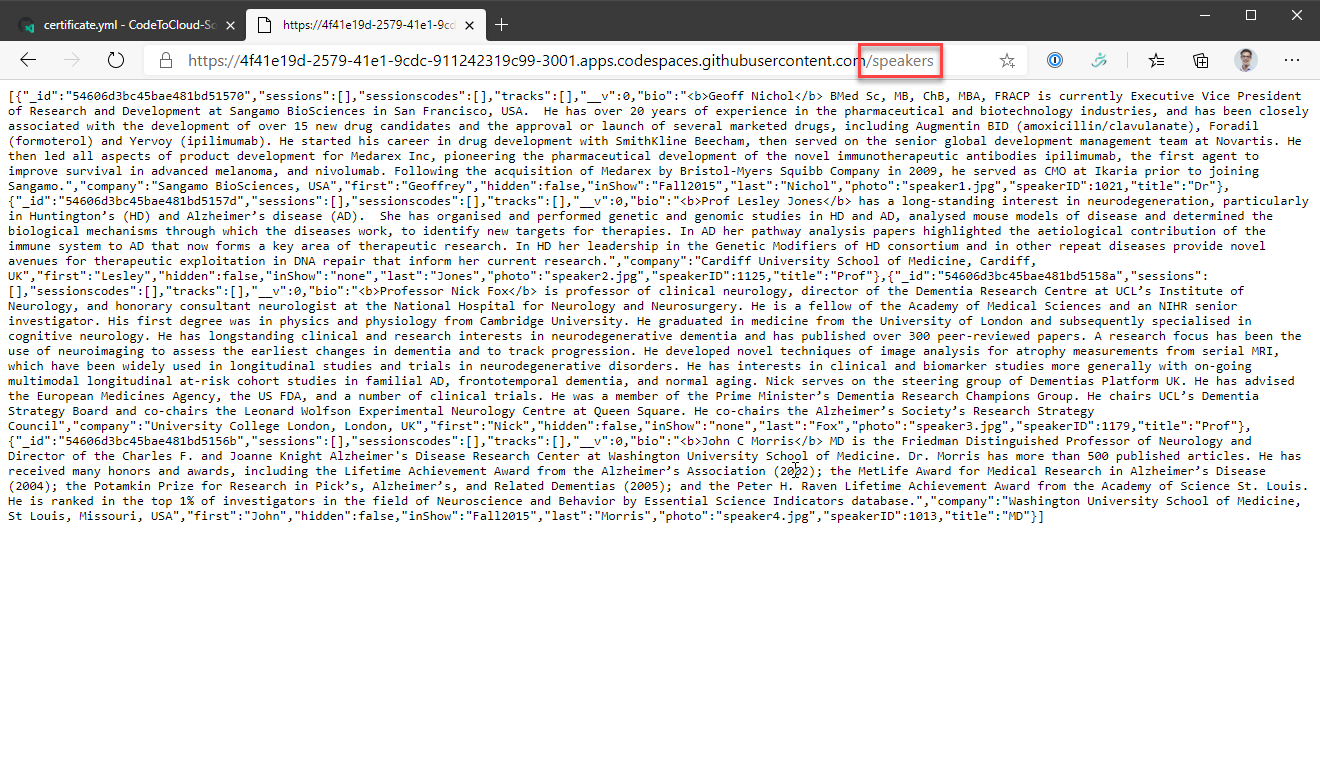 certificate.yml - CodeToCloud-So
https://4f41e19d-2579-41e1-9cdc
https://4f41e19d-2579-41e1-9cdc-911242319c99-3001.apps.codespaces.githubusercontent.com/speakers
[{"_id":"54606d3bc45bae481bd51570","sessions":[],"sessionscodes":[],"tracks":[],"__v":0,"bio":"<b>Geoff Nichol</b> BMed Sc, MB, ChB, MBA, FRACP is currently Executive Vice President
of Research and Development at Sangamo BioSciences in San Francisco, USA.  He has over 20 years of experience in the pharmaceutical and biotechnology industries, and has been closely
associated with the development of over 15 new drug candidates and the approval or launch of several marketed drugs, including Augmentin BID (amoxicillin/clavulanate), Foradil
(formoterol) and Yervoy (ipilimumab). He started his career in drug development with SmithKline Beecham, then served on the senior global development management team at Novartis. He
then led all aspects of product development for Medarex Inc, pioneering the pharmaceutical development of the novel immunotherapeutic antibodies ipilimumab, the first agent to
improve survival in advanced melanoma, and nivolumab. Following the acquisition of Medarex by Bristol-Myers Squibb Company in 2009, he served as CMO at Ikaria prior to joining
Sangamo.","company":"Sangamo BioSciences, USA","first":"Geoffrey","hidden":false,"inShow":"Fall2015","last":"Nichol","photo":"speaker1.jpg","speakerID":1021,"title":"Dr"},
{"_id":"54606d3bc45bae481bd5157d","sessions":[],"sessionscodes":[],"tracks":[],"__v":0,"bio":"<b>Prof Lesley Jones</b> has a long-standing interest in neurodegeneration, particularly
in Huntington’s (HD) and Alzheimer’s disease (AD).  She has organised and performed genetic and genomic studies in HD and AD, analysed mouse models of disease and determined the
biological mechanisms through which the diseases work, to identify new targets for therapies. In AD her pathway analysis papers highlighted the aetiological contribution of the
immune system to AD that now forms a key area of therapeutic research. In HD her leadership in the Genetic Modifiers of HD consortium and in other repeat diseases provide novel
avenues for therapeutic exploitation in DNA repair that inform her current research.","company":"Cardiff University School of Medicine, Cardiff,
UK","first":"Lesley","hidden":false,"inShow":"none","last":"Jones","photo":"speaker2.jpg","speakerID":1125,"title":"Prof"},{"_id":"54606d3bc45bae481bd5158a","sessions":
[],"sessionscodes":[],"tracks":[],"__v":0,"bio":"<b>Professor Nick Fox</b> is professor of clinical neurology, director of the Dementia Research Centre at UCL’s Institute of
Neurology, and honorary consultant neurologist at the National Hospital for Neurology and Neurosurgery. He is a fellow of the Academy of Medical Sciences and an NIHR senior
investigator. His first degree was in physics and physiology from Cambridge University. He graduated in medicine from the University of London and subsequently specialised in
cognitive neurology. He has longstanding clinical and research interests in neurodegenerative dementia and has published over 300 peer-reviewed papers. A research focus has been the
use of neuroimaging to assess the earliest changes in dementia and to track progression. He developed novel techniques of image analysis for atrophy measurements from serial MRI,
which have been widely used in longitudinal studies and trials in neurodegenerative disorders. He has interests in clinical and biomarker studies more generally with on-going
multimodal longitudinal at-risk cohort studies in familial AD, frontotemporal dementia, and normal aging. Nick serves on the steering group of Dementias Platform UK. He has advised
the European Medicines Agency, the US FDA, and a number of clinical trials. He was a member of the Prime Minister’s Dementia Research Champions Group. He chairs UCL’s Dementia
Strategy Board and co-chairs the Leonard Wolfson Experimental Neurology Centre at Queen Square. He co-chairs the Alzheimer’s Society’s Research Strategy
Council","company":"University College London, London, UK","first":"Nick","hidden":false,"inShow":"none","last":"Fox","photo":"speaker3.jpg","speakerID":1179,"title":"Prof"},
{"_id":"54606d3bc45bae481bd5156b","sessions":[],"sessionscodes":[],"tracks":[],"__v":0,"bio":"<b>John C Morris</b> MD is the Friedman Distinguished Professor of Neurology and
Director of the Charles F. and Joanne Knight Alzheimer's Disease Research Center at Washington University School of Medicine. Dr. Morris has more than 500 published articles. He has
received many honors and awards, including the Lifetime Achievement Award from the Alzheimer’s Association (2002); the MetLife Award for Medical Research in Alzheimer’s Disease
(2004); the Potamkin Prize for Research in Pick’s, Alzheimer’s, and Related Dementias (2005); and the Peter H. Raven Lifetime Achievement Award from the Academy of Science St. Louis.
He is ranked in the top 1% of investigators in the field of Neuroscience and Behavior by Essential Science Indicators database.","company":"Washington University School of Medicine,
St Louis, Missouri, USA","first":"John","hidden":false,"inShow":"Fall2015","last":"Morris","photo":"speaker4.jpg","speakerID":1013,"title":"MD"}]